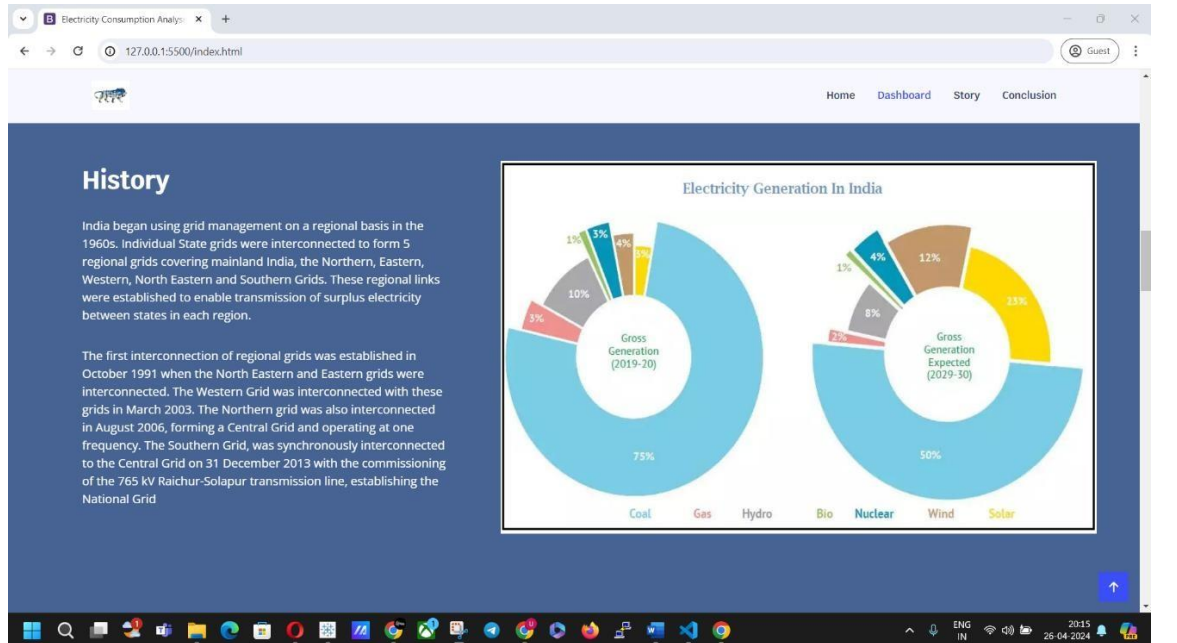 Electricity Consumption Analys
127.0.0.1:5500/index.html
Guest
Home Dashboard Story Conclusion
History
India began using grid management on a regional basis in the
1960s. Individual State grids were interconnected to form 5
regional grids covering mainland India, the Northern, Eastern,
Western, North Eastern and Southern Grids. These regional links
were established to enable transmission of surplus electricity
between states in each region.
The first interconnection of regional grids was established in
October 1991 when the North Eastern and Eastern grids were
interconnected. The Western Grid was interconnected with these
grids in March 2003. The Northern grid was also interconnected
in August 2006, forming a Central Grid and operating at one
frequency. The Southern Grid, was synchronously interconnected
to the Central Grid on 31 December 2013 with the commissioning
of the 765 kV Raichur-Solapur transmission line, establishing the
National Grid
Electricity Generation In India
1%
3%
4%
10%
3%
75%
Gross
Generation
(2019-20)
1%
4%
12%
23%
8%
2%
50%
Gross
Generation
Expected
(2029-30)
Coal Gas Hydro Bio Nuclear Wind Solar
ENG
IN
20:15
26-04-2024